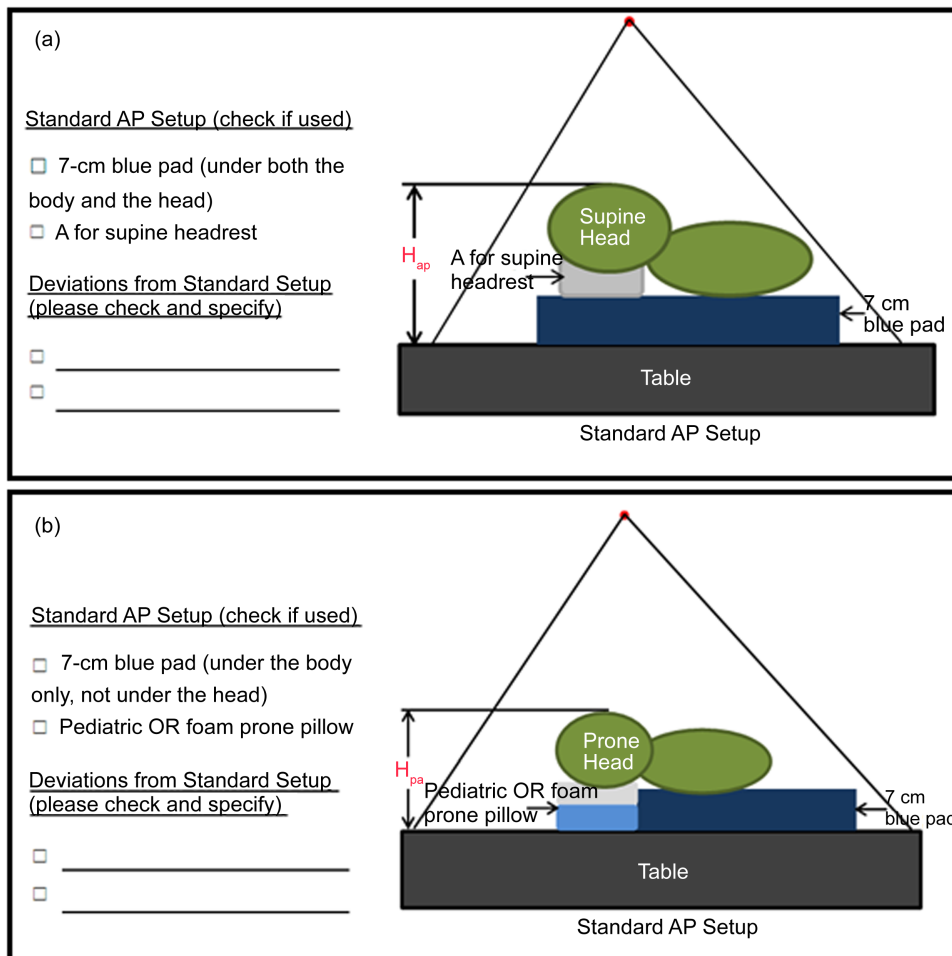 (a)
Standard AP Setup (check if used)
7-cm blue pad (under both the
body and the head)
A for supine headrest
Deviations from Standard Setup
(please check and specify)
Supine
Head
H_ap
A for supine
headrest
7 cm
blue pad
Table
Standard AP Setup
(b)
Standard AP Setup (check if used)
7-cm blue pad (under the body
only, not under the head)
Pediatric OR foam prone pillow
Deviations from Standard Setup
(please check and specify)
Prone
Head
H_pa
Pediatric OR foam
prone pillow
7 cm
blue pad
Table
Standard AP Setup